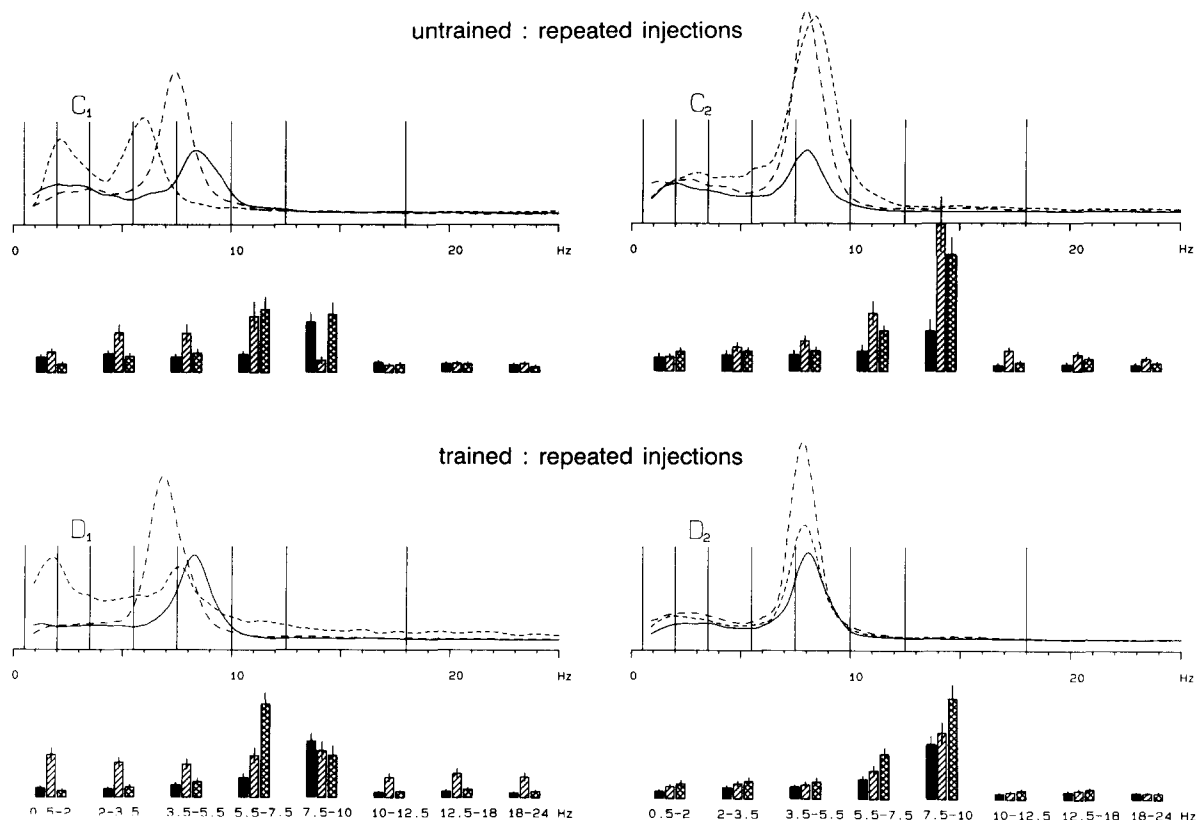 untrained : repeated injections
C1
C2
0 10 20 Hz
0 10 20 Hz
trained : repeated injections
D1
D2
0 10 20 Hz
0 10 20 Hz
0.5-2 2-3.5 3.5-5.5 5.5-7.5 7.5-10 10-12.5 12.5-18 18-24 Hz
0.5-2 2-3.5 3.5-5.5 5.5-7.5 7.5-10 10-12.5 12.5-18 18-24 Hz